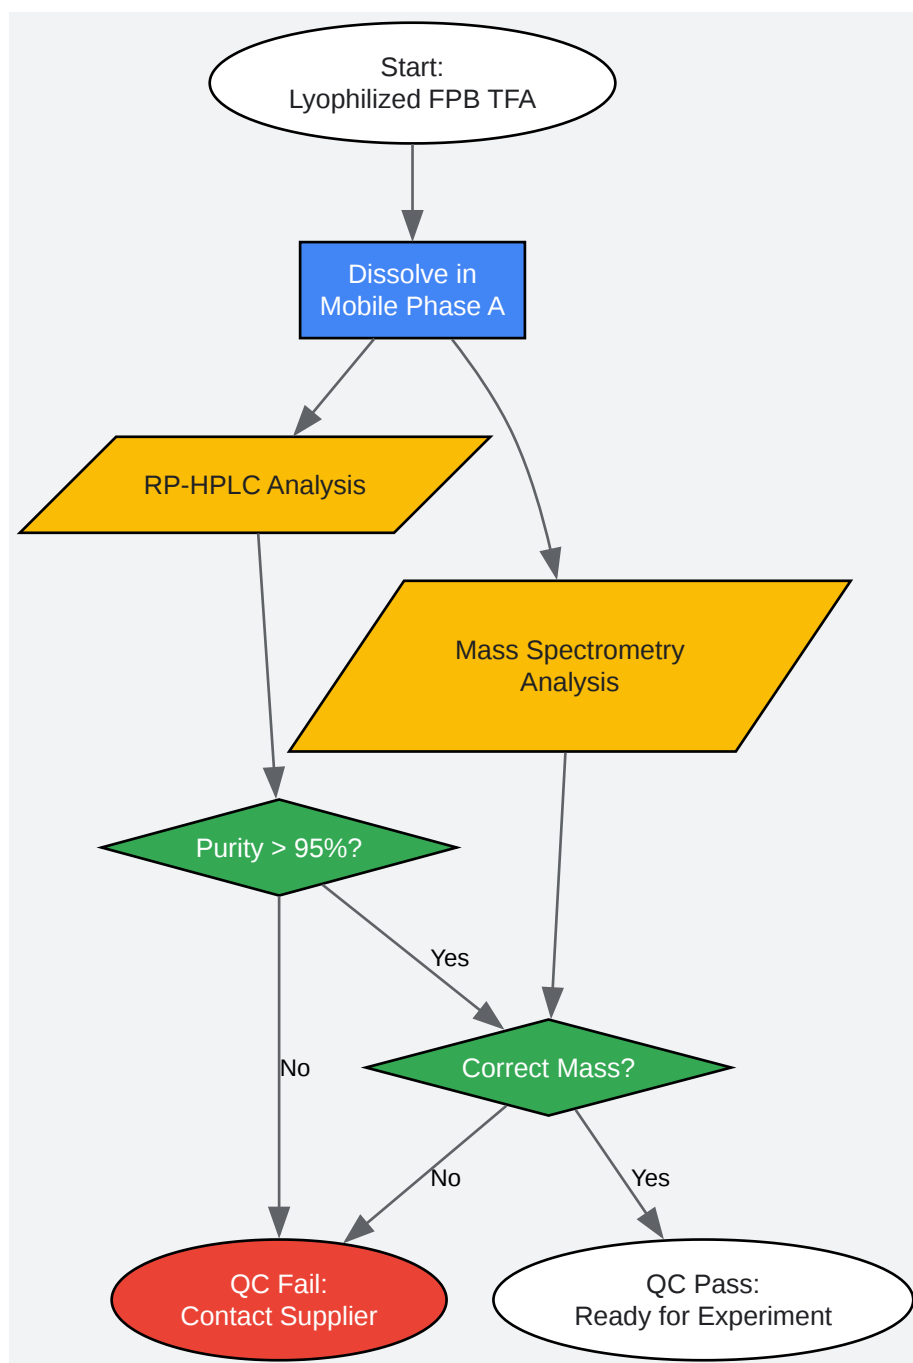 Start:
Lyophilized FPB TFA
Dissolve in
Mobile Phase A
RP-HPLC Analysis
Mass Spectrometry
Analysis
Purity > 95%?
Yes
Correct Mass?
No
No
Yes
QC Fail:
Contact Supplier
QC Pass:
Ready for Experiment